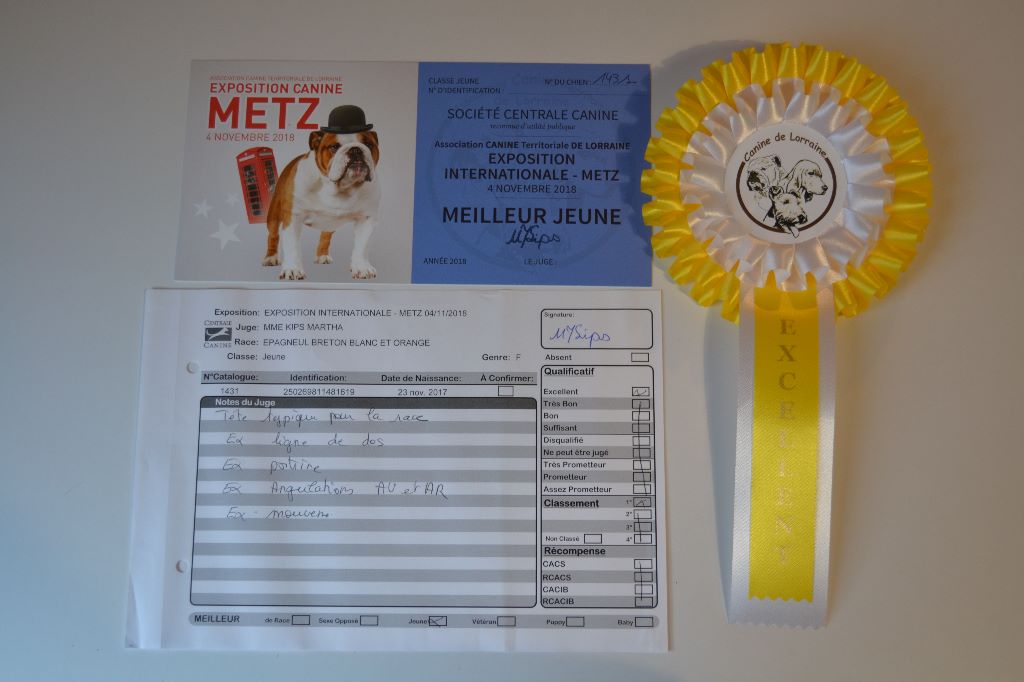 ASSOCIATION CANINE TERRITORIALE DE LORRAINE
EXPOSITION CANINE
METZ
4 NOVEMBRE 2018
CLASSE JEUNE
N° DU CHIEN : 1431
N° D'IDENTIFICATION :
SOCIÉTÉ CENTRALE CANINE
reconnue d'utilité publique
Association CANINE Territoriale DE LORRAINE
EXPOSITION
INTERNATIONALE - METZ
4 NOVEMBRE 2018
MEILLEUR JEUNE
ANNÉE 2018
LE JUGE :
Canine de Lorraine
EXCELLENT
Exposition: EXPOSITION INTERNATIONALE - METZ 04/11/2018
CENTRALE
CANINE
Juge: MME KIPS MARTHA
Race: EPAGNEUL BRETON BLANC ET ORANGE
Classe: Jeune
Genre: F
Signature:
Absent
N°Catalogue: Identification: Date de Naissance: À Confirmer:
1431 250269811481619 23 nov. 2017
Notes du Juge
Tête typique pour la race
Ex ligne de dos
Ex poitrine
Ex Angulations AV et AR
Ex mouvem.
Qualificatif
Excellent
Très Bon
Bon
Suffisant
Disqualifié
Ne peut être jugé
Très Prometteur
Prometteur
Assez Prometteur
Classement 1°
2°
3°
Non Classé 4°
Récompense
CACS
RCACS
CACIB
RCACIB
MEILLEUR de Race Sexe Opposé Jeune Vétéran Puppy Baby